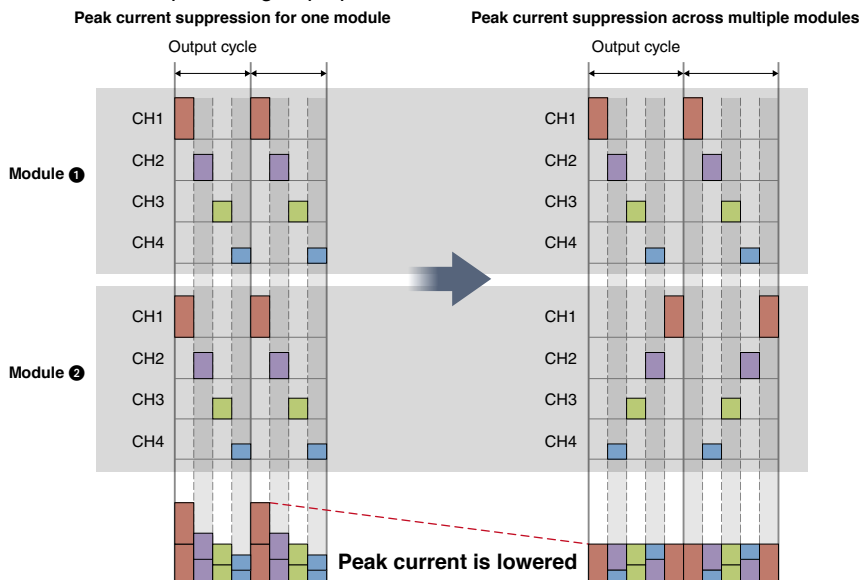 Peak current suppression for one module
Peak current suppression across multiple modules
Output cycle
Output cycle
Module ❶
CH1
CH2
CH3
CH4
CH1
CH2
CH3
CH4
Module ❷
CH1
CH2
CH3
CH4
CH1
CH2
CH3
CH4
Peak current is lowered